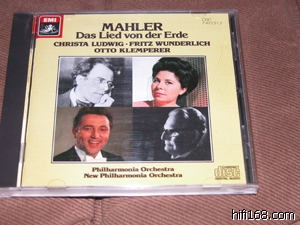 EMI
MAHLER
Das Lied von der Erde
CHRISTA LUDWIG · FRITZ WUNDERLICH
OTTO KLEMPERER
Philharmonia Orchestra
New Philharmonia Orchestra
hifi168.com